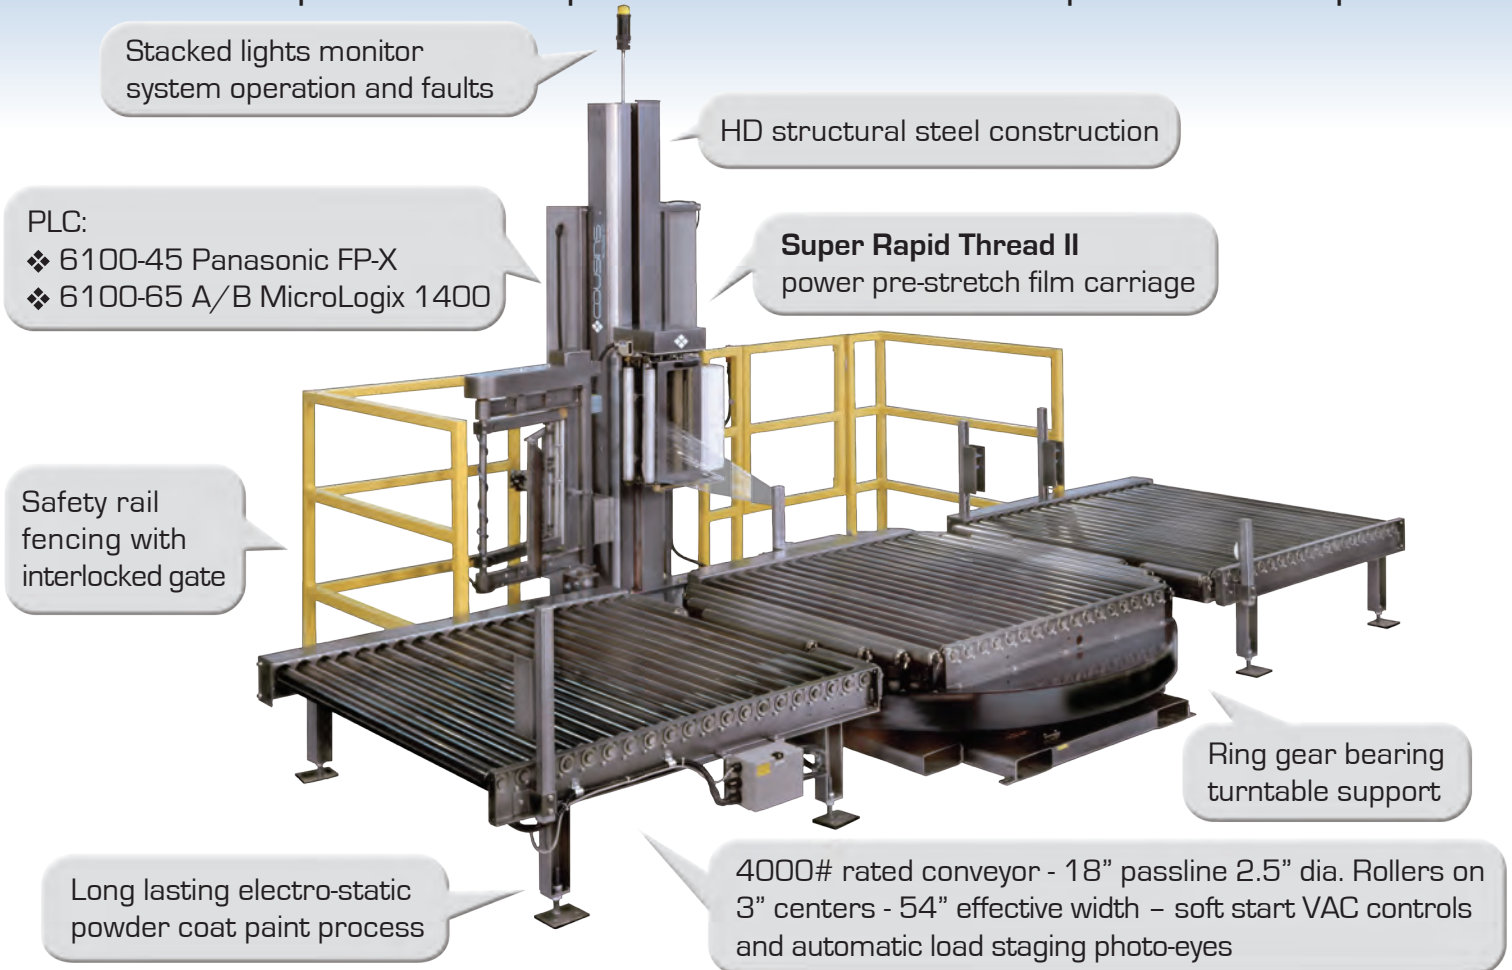 Stacked lights monitor
system operation and faults
HD structural steel construction
PLC:
❖ 6100-45 Panasonic FP-X
❖ 6100-65 A/B MicroLogix 1400
Super Rapid Thread II
power pre-stretch film carriage
cousins
Safety rail
fencing with
interlocked gate
Ring gear bearing
turntable support
Long lasting electro-static
powder coat paint process
4000# rated conveyor - 18” passline 2.5” dia. Rollers on
3” centers - 54” effective width – soft start VAC controls
and automatic load staging photo-eyes